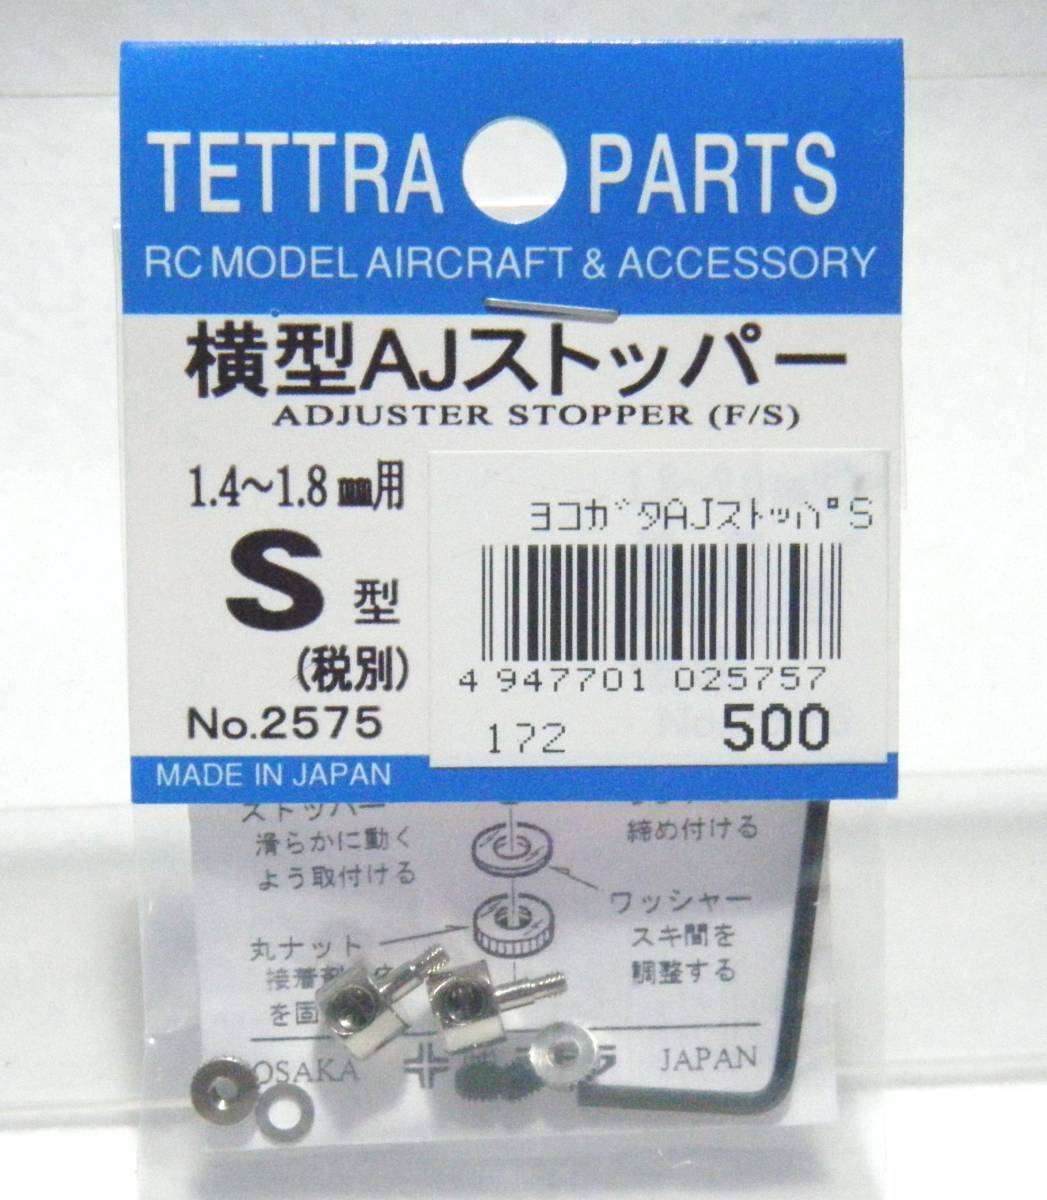 TETTRA PARTS
RC MODEL AIRCRAFT & ACCESSORY
横型AJストッパー
ADJUSTER STOPPER (F/S)
1.4〜1.8㎜用
S型
(税別)
No.2575
ヨコガタAJストッパS
4 947701 025757
172 500
MADE IN JAPAN
ストッパー
滑らかに動く
よう取付ける
締め付ける
ワッシャー
スキ間を
調整する
丸ナット
接着剤
を固
OSAKA
JAPAN